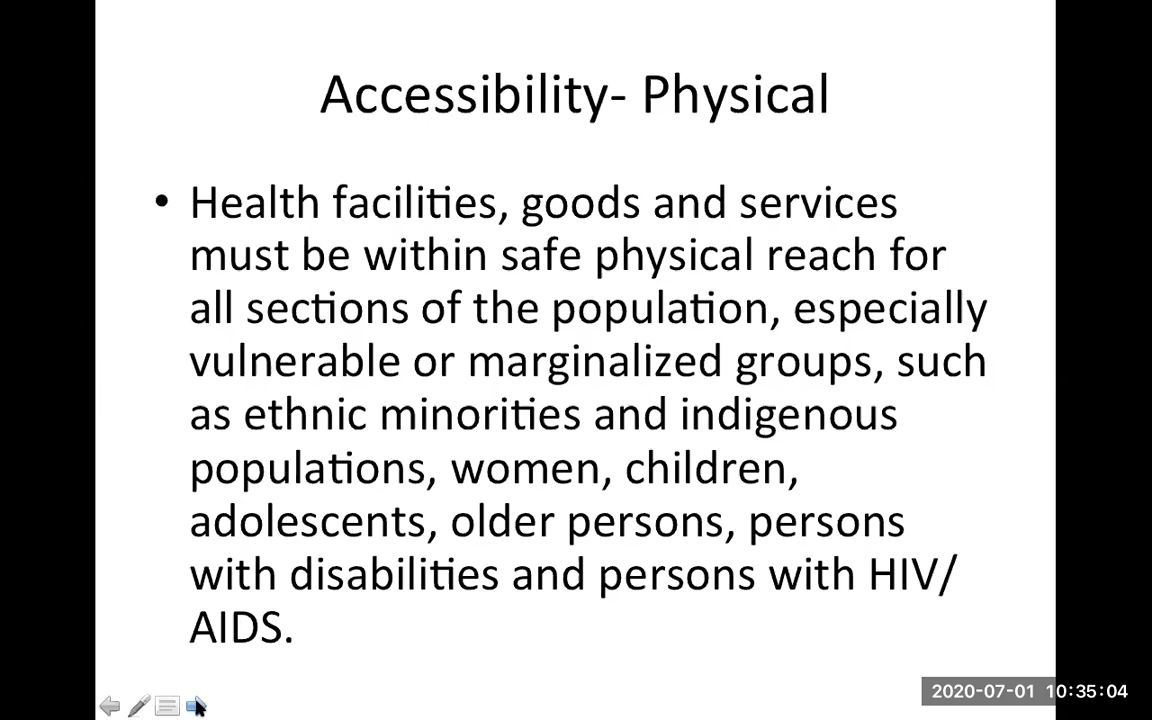 Accessibility- Physical
• Health facilities, goods and services
must be within safe physical reach for
all sections of the population, especially
vulnerable or marginalized groups, such
as ethnic minorities and indigenous
populations, women, children,
adolescents, older persons, persons
with disabilities and persons with HIV/
AIDS.
2020-07-01 10:35:04